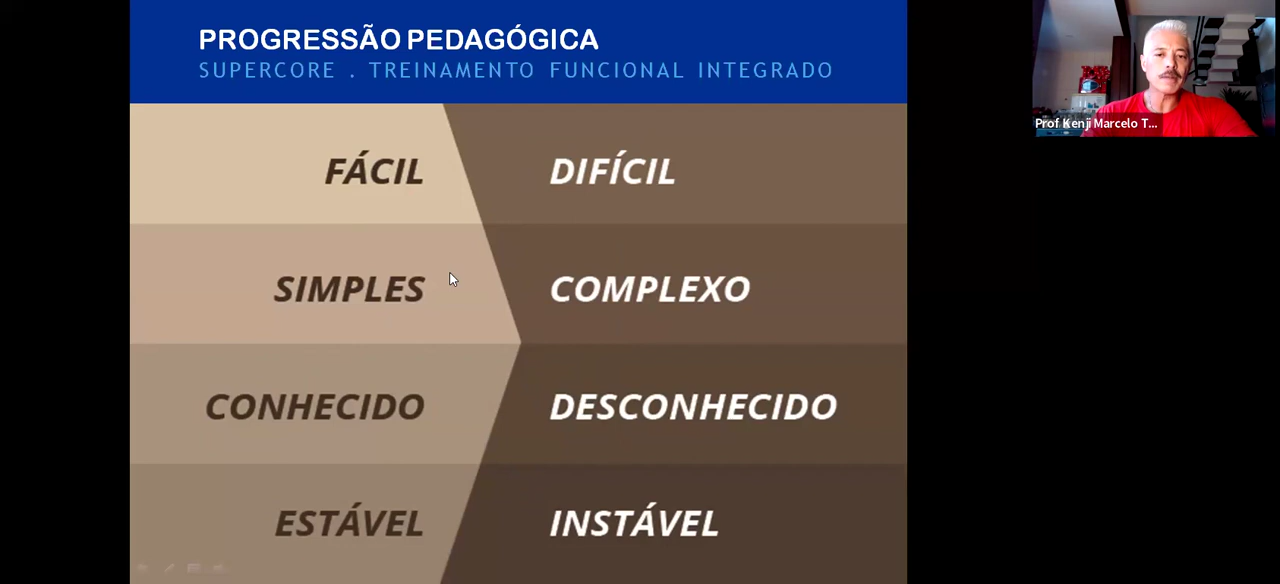 PROGRESSÃO PEDAGÓGICA
SUPERCORE . TREINAMENTO FUNCIONAL INTEGRADO
FÁCIL DIFÍCIL
SIMPLES COMPLEXO
CONHECIDO DESCONHECIDO
ESTÁVEL INSTÁVEL
Prof Kenji Marcelo T...